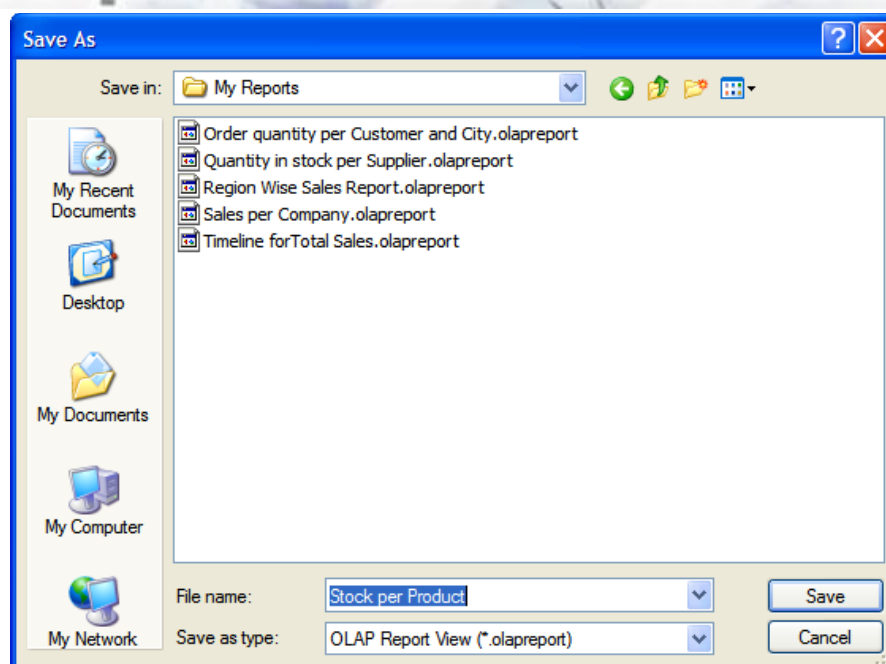 Save As
Save in:
My Reports
Order quantity per Customer and City.olapreport
Quantity in stock per Supplier.olapreport
Region Wise Sales Report.olapreport
Sales per Company.olapreport
Timeline forTotal Sales.olapreport
My Recent
Documents
Desktop
My Documents
My Computer
My Network
File name:
Stock per Product
Save
Save as type:
OLAP Report View (*.olapreport)
Cancel